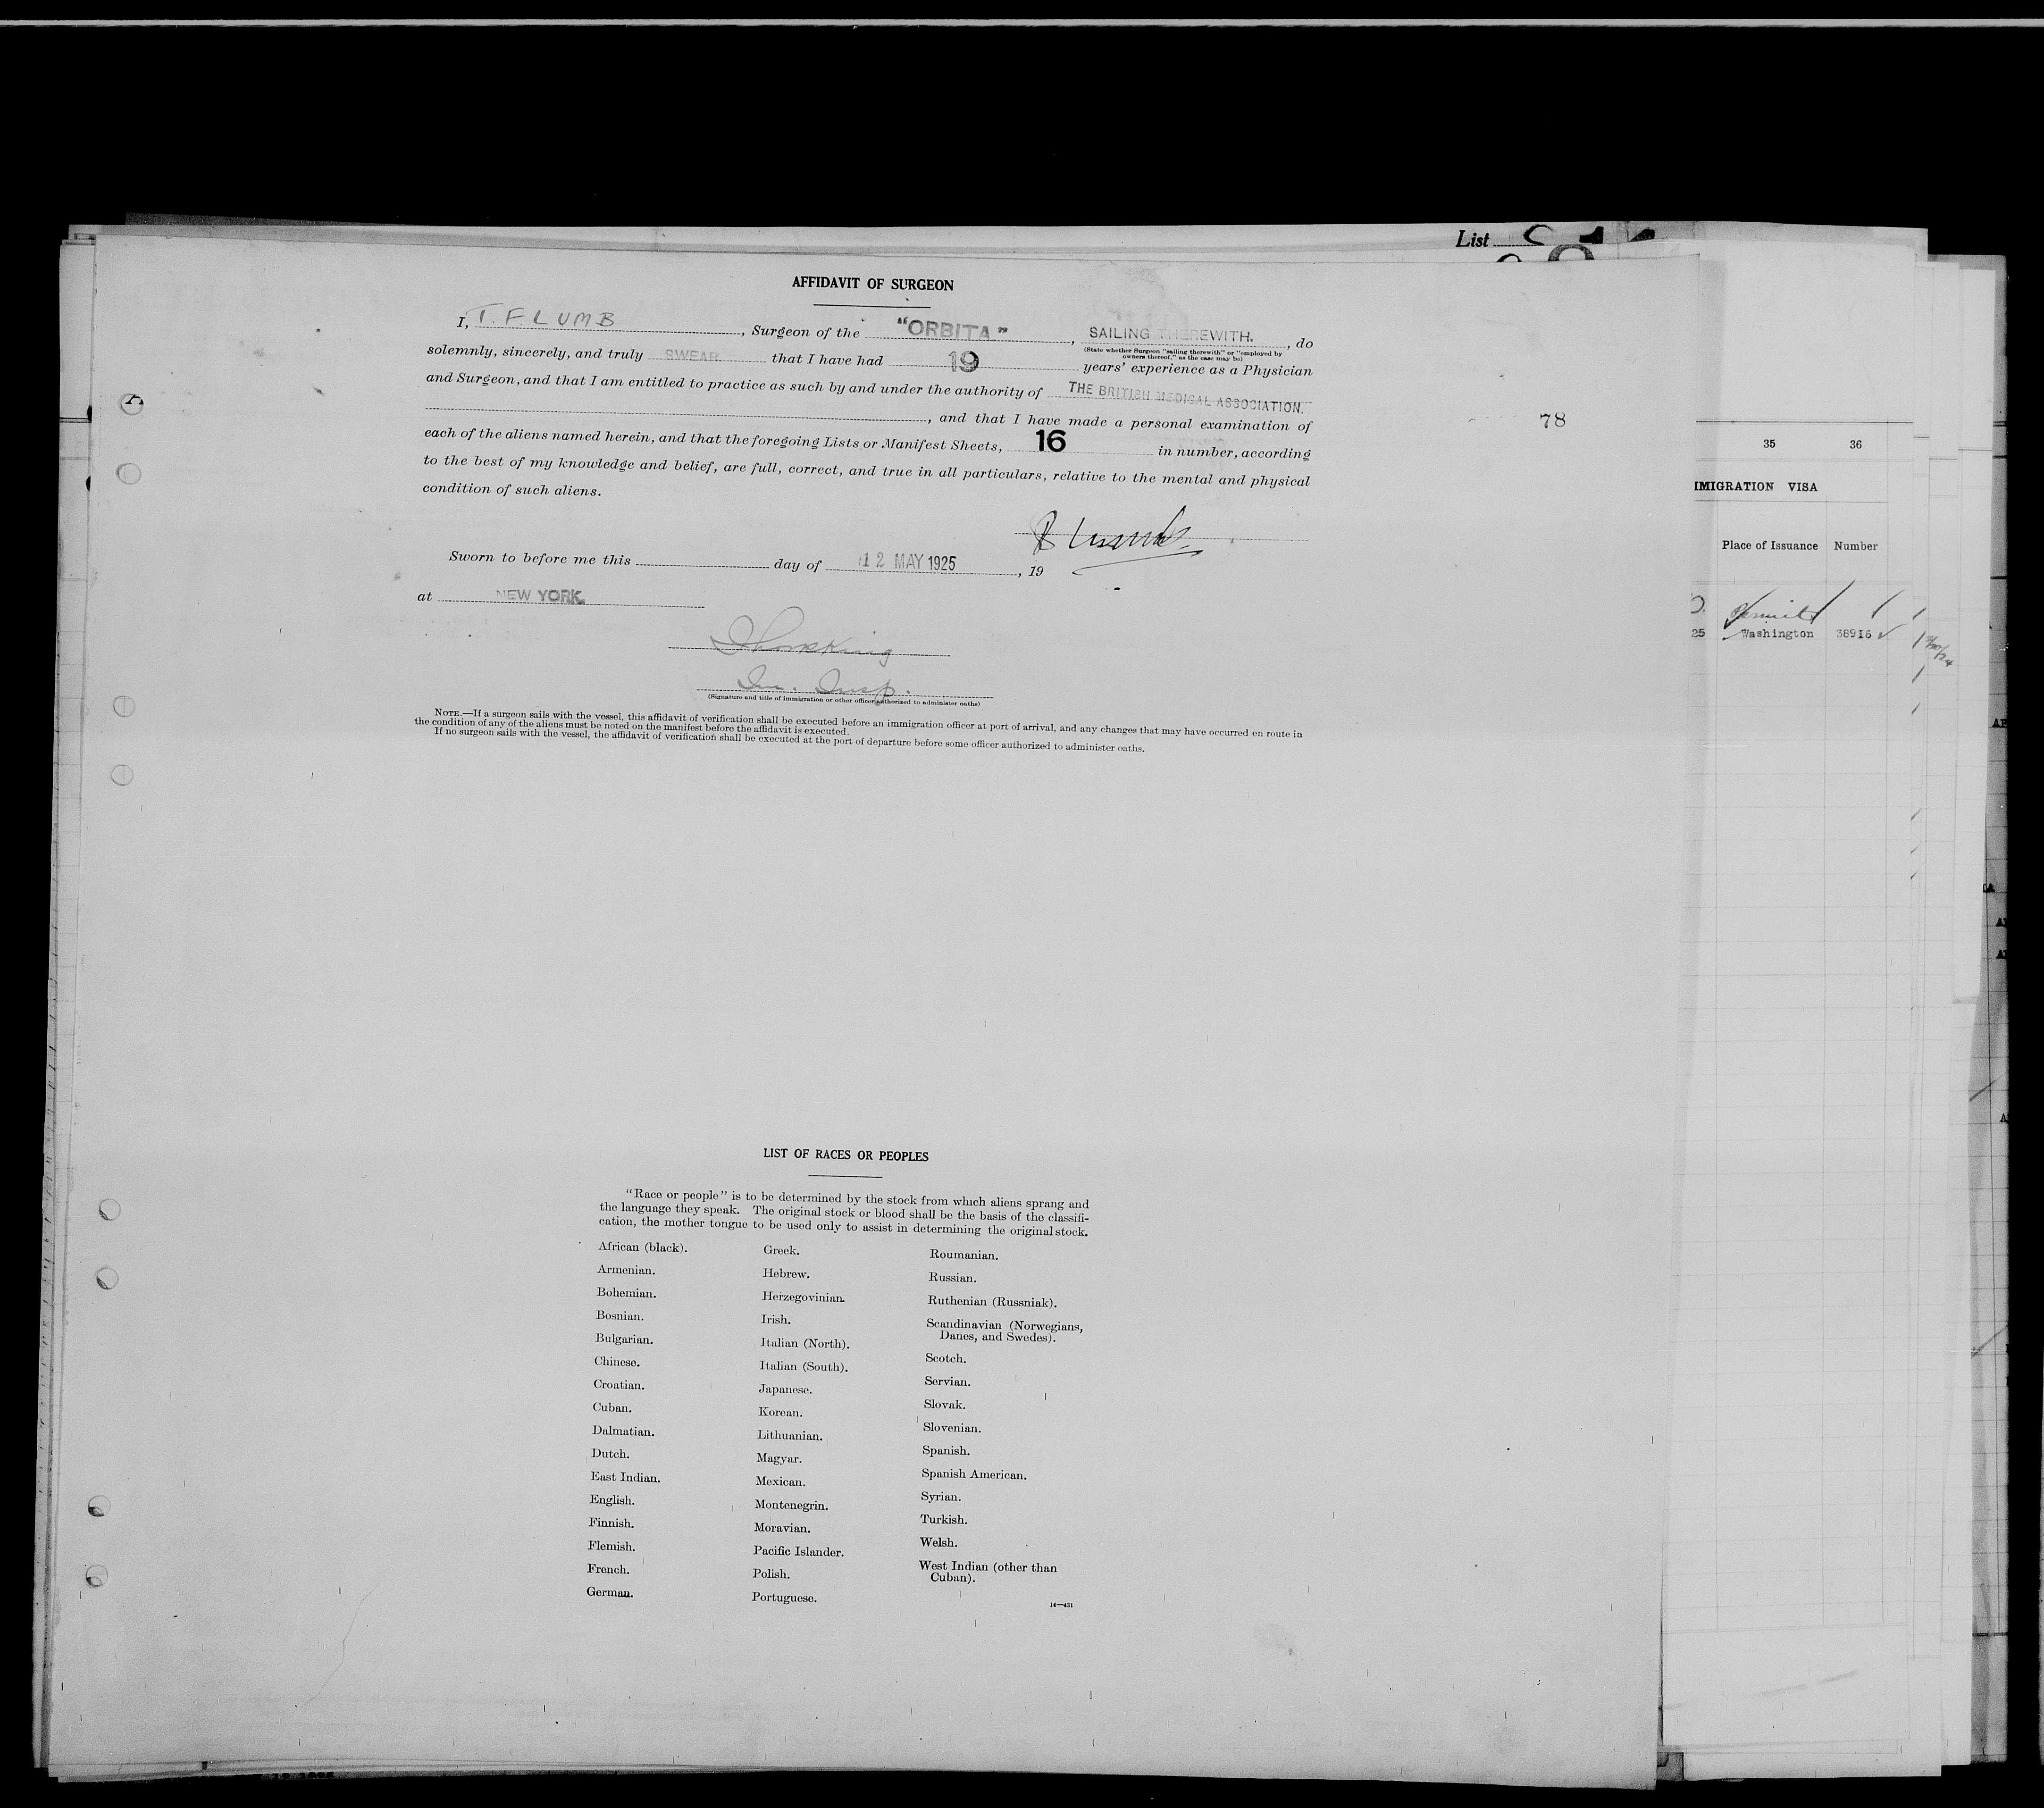 List
AFFIDAVIT OF SURGEON
I, T. F. LUMB, Surgeon of the "ORBITA", SAILING THEREWITH., do
(State whether Surgeon "sailing therewith" or "employed by
owners thereof," as the case may be)
solemnly, sincerely, and truly SWEAR that I have had 19 years' experience as a Physician
and Surgeon, and that I am entitled to practice as such by and under the authority of THE BRITISH MEDICAL ASSOCIATION.
, and that I have made a personal examination of
78
each of the aliens named herein, and that the foregoing Lists or Manifest Sheets, 16 in number, according
to the best of my knowledge and belief, are full, correct, and true in all particulars, relative to the mental and physical
condition of such aliens.
Sworn to before me this day of 12 MAY 1925, 19
at NEW YORK
Im. Insp.
(Signature and title of immigration or other officer authorized to administer oaths)
NOTE.—If a surgeon sails with the vessel, this affidavit of verification shall be executed before an immigration officer at port of arrival, and any changes that may have occurred en route in
the condition of any of the aliens must be noted on the manifest before the affidavit is executed.
If no surgeon sails with the vessel, the affidavit of verification shall be executed at the port of departure before some officer authorized to administer oaths.
35 36
IMIGRATION VISA
Place of Issuance Number
Permit
25 Washington 38916
LIST OF RACES OR PEOPLES
"Race or people" is to be determined by the stock from which aliens sprang and
the language they speak. The original stock or blood shall be the basis of the classifi-
cation, the mother tongue to be used only to assist in determining the original stock.
African (black).
Armenian.
Bohemian.
Bosnian.
Bulgarian.
Chinese.
Croatian.
Cuban.
Dalmatian.
Dutch.
East Indian.
English.
Finnish.
Flemish.
French.
German.
Greek.
Hebrew.
Herzegovinian.
Irish.
Italian (North).
Italian (South).
Japanese.
Korean.
Lithuanian.
Magyar.
Mexican.
Montenegrin.
Moravian.
Pacific Islander.
Polish.
Portuguese.
Roumanian.
Russian.
Ruthenian (Russniak).
Scandinavian (Norwegians,
Danes, and Swedes).
Scotch.
Servian.
Slovak.
Slovenian.
Spanish.
Spanish American.
Syrian.
Turkish.
Welsh.
West Indian (other than
Cuban).
14—431